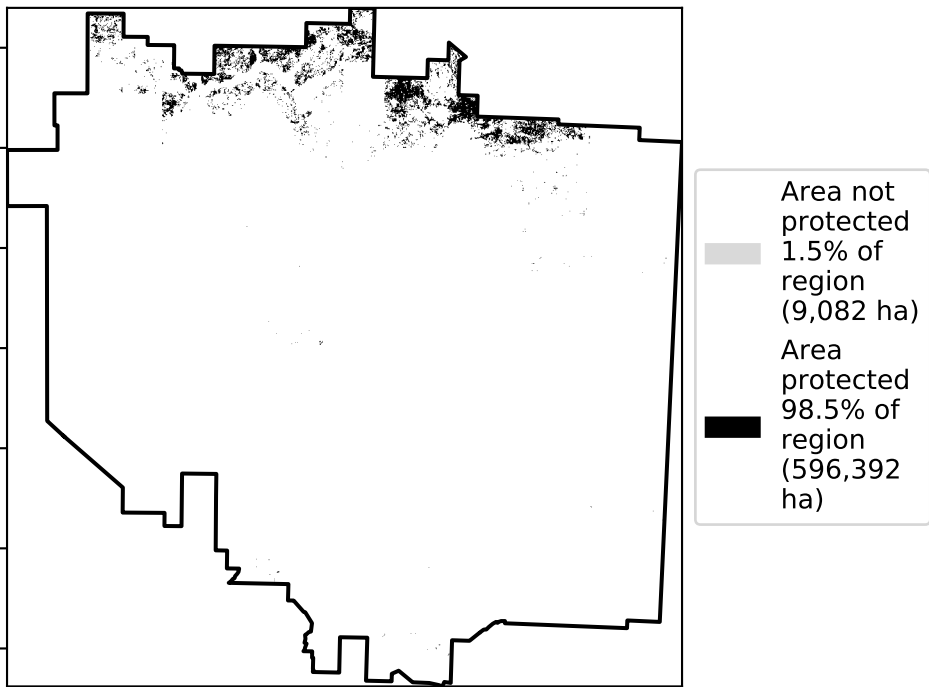 Area not
protected
1.5% of
region
(9,082 ha)
Area
protected
98.5% of
region
(596,392
ha)